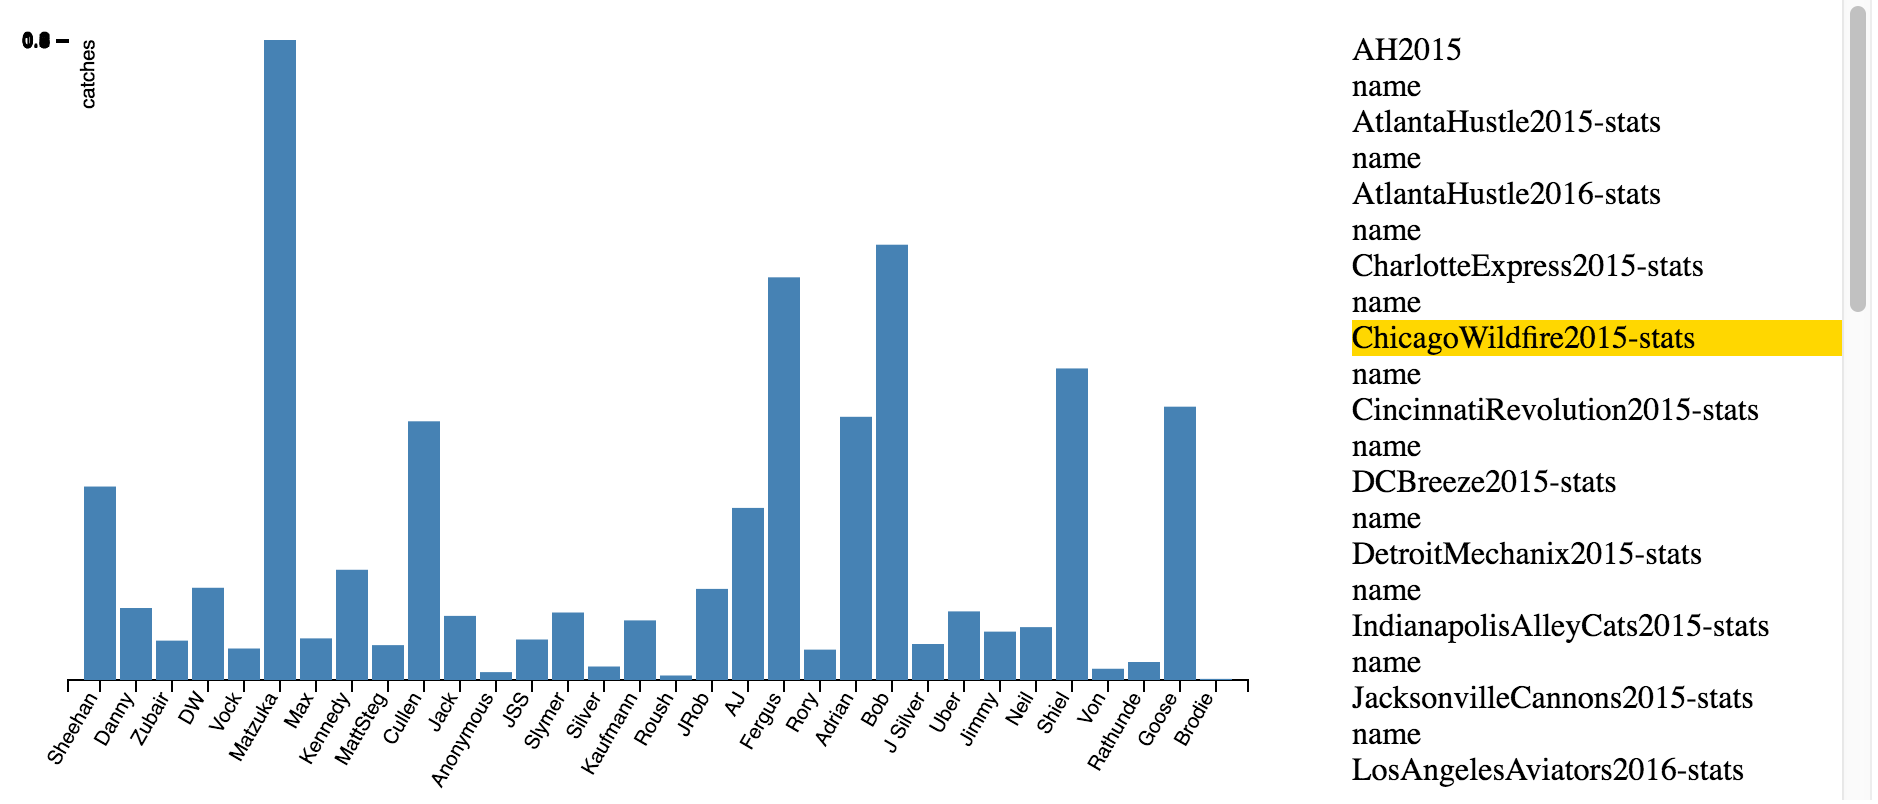 catches
Sheehan
Danny
Zubair
DW
Vock
Matzuka
Max
Kennedy
MattSteg
Cullen
Jack
Anonymous
JSS
Slymer
Silver
Kaufmann
Roush
JRob
AJ
Fergus
Rory
Adrian
Bob
J Silver
Uber
Jimmy
Neil
Shiel
Von
Rathunde
Goose
Brodie
AH2015
name
AtlantaHustle2015-stats
name
AtlantaHustle2016-stats
name
CharlotteExpress2015-stats
name
ChicagoWildfire2015-stats
name
CincinnatiRevolution2015-stats
name
DCBreeze2015-stats
name
DetroitMechanix2015-stats
name
IndianapolisAlleyCats2015-stats
name
JacksonvilleCannons2015-stats
name
LosAngelesAviators2016-stats